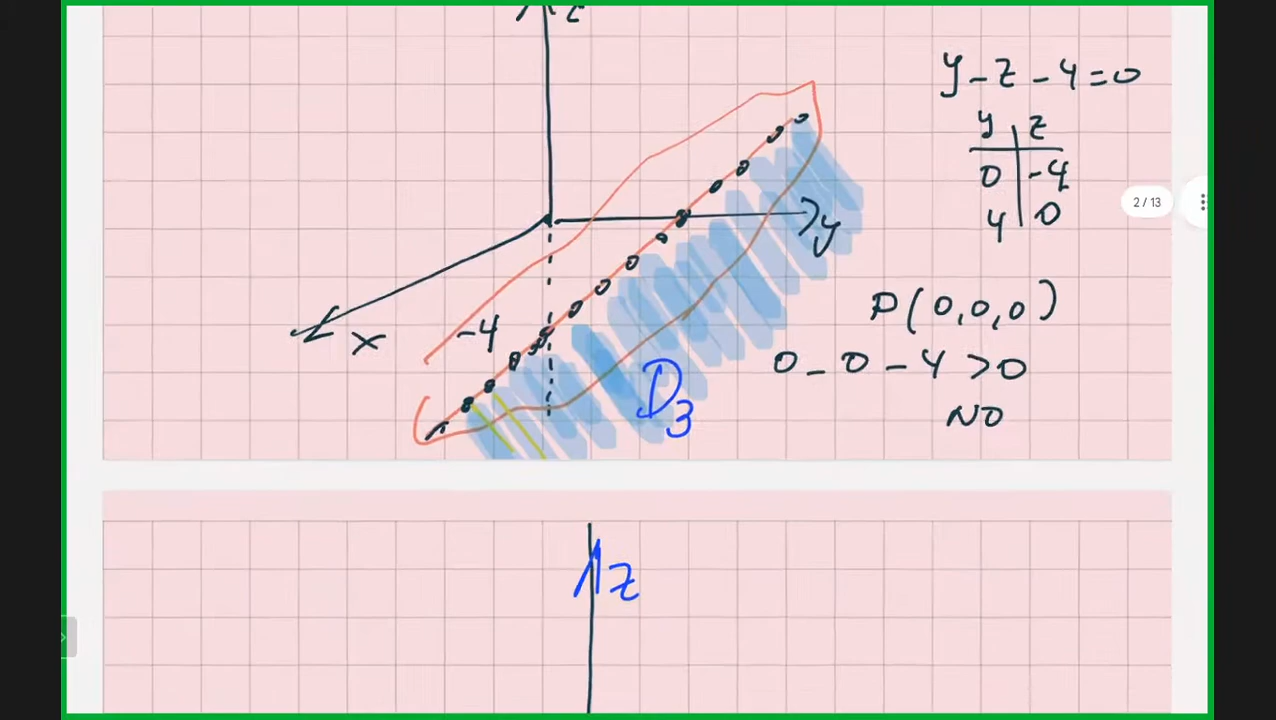 z
y - z - 4 = 0
y | z
0 | -4
4 | 0
2 / 13
y
P(0,0,0)
x
-4
0 - 0 - 4 > 0
D3
NO
z